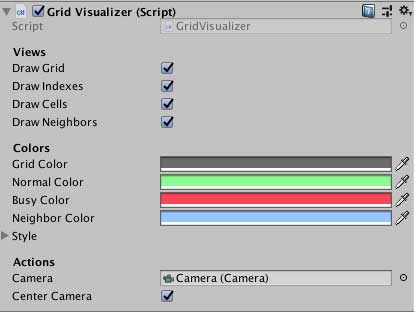 Grid Visualizer (Script)
Script GridVisualizer
Views
Draw Grid
Draw Indexes
Draw Cells
Draw Neighbors
Colors
Grid Color
Normal Color
Busy Color
Neighbor Color
Style
Actions
Camera Camera (Camera)
Center Camera